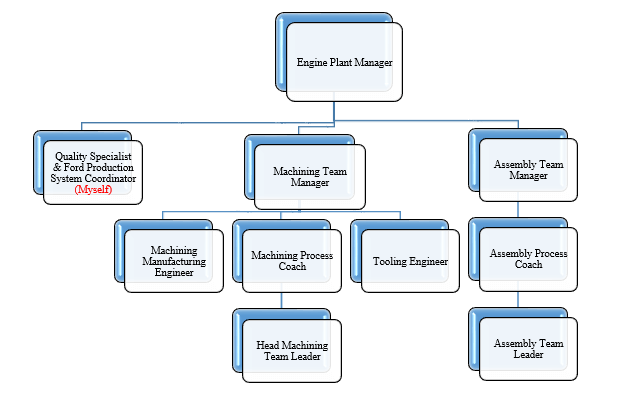 Engine Plant Manager
Quality Specialist
& Ford Production
System Coordinator
(Myself)
Machining Team
Manager
Assembly Team
Manager
Machining
Manufacturing
Engineer
Machining Process
Coach
Tooling Engineer
Assembly Process
Coach
Head Machining
Team Leader
Assembly Team
Leader